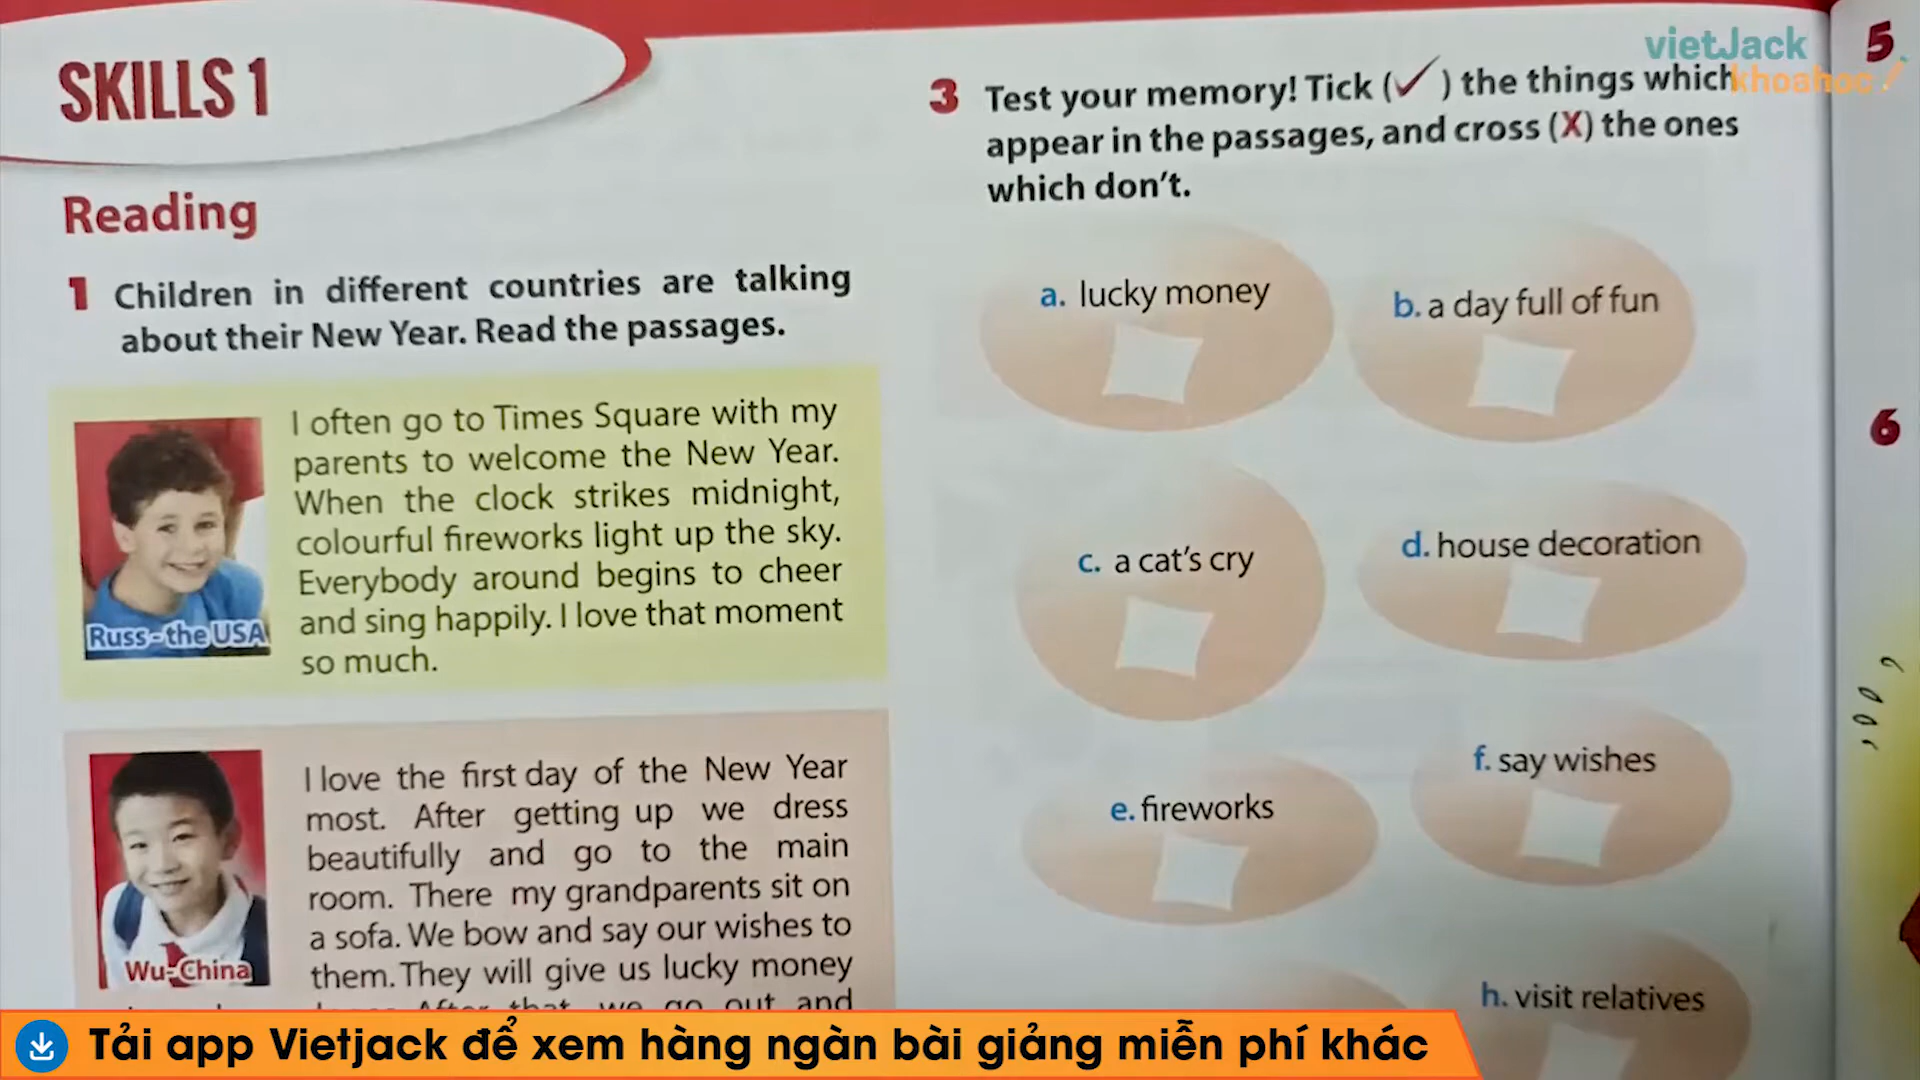 SKILLS 1
Reading
1 Children in different countries are talking
about their New Year. Read the passages.
I often go to Times Square with my
parents to welcome the New Year.
When the clock strikes midnight,
colourful fireworks light up the sky.
Everybody around begins to cheer
and sing happily. I love that moment
so much.
Russ - the USA
I love the first day of the New Year
most. After getting up we dress
beautifully and go to the main
room. There my grandparents sit on
a sofa. We bow and say our wishes to
them. They will give us lucky money
After that, we go out and
Wu-China
3 Test your memory! Tick (✓) the things which
appear in the passages, and cross (X) the ones
which don't.
a. lucky money
b. a day full of fun
c. a cat's cry
d. house decoration
e. fireworks
f. say wishes
h. visit relatives
5
6
vietJack
khoahoc
Tải app Vietjack để xem hàng ngàn bài giảng miễn phí khác